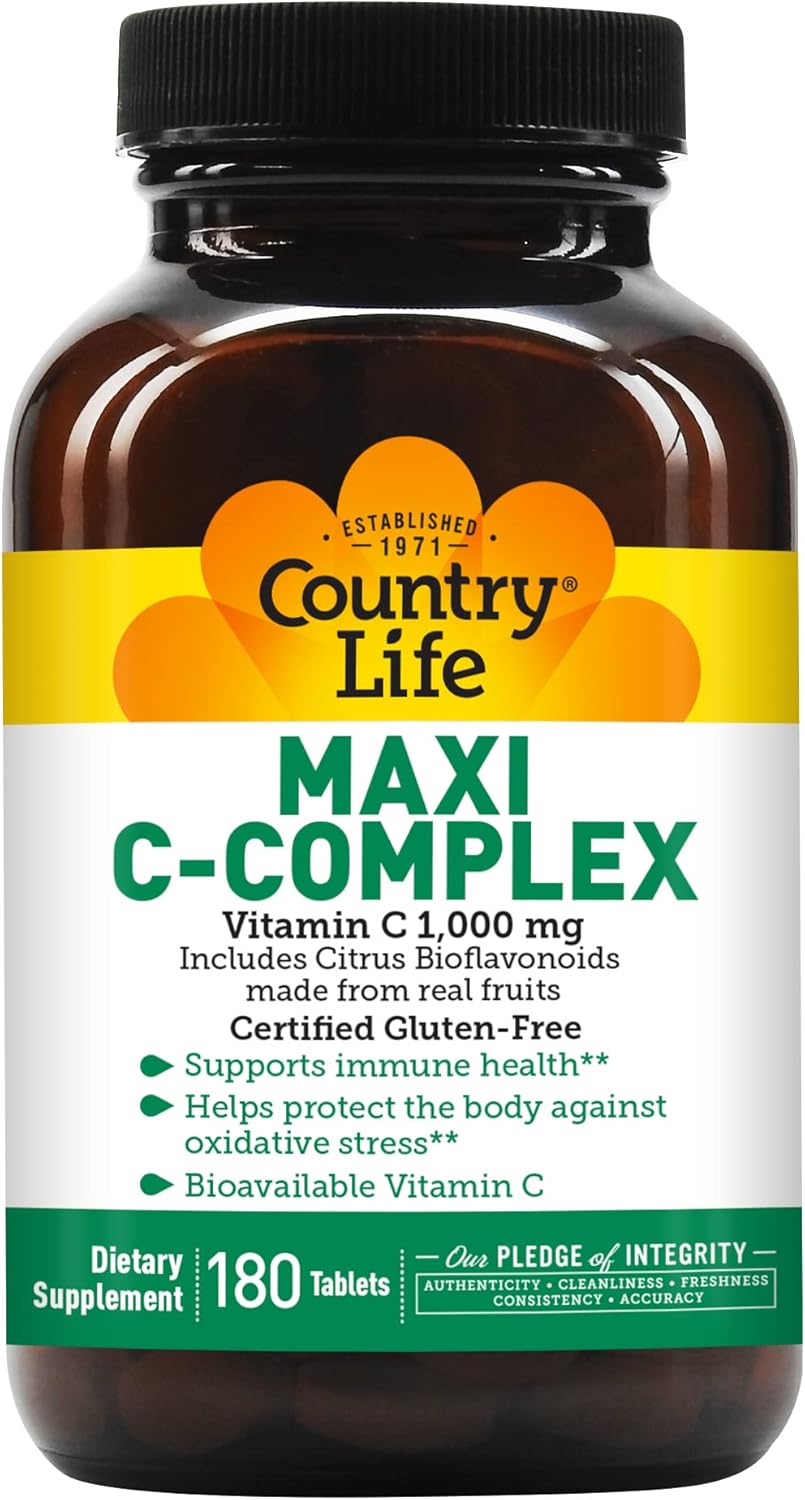 • ESTABLISHED •
— 1971 —
Country®
Life
MAXI
C-COMPLEX
Vitamin C 1,000 mg
Includes Citrus Bioflavonoids
made from real fruits
Certified Gluten-Free
Supports immune health**
Helps protect the body against
oxidative stress**
Bioavailable Vitamin C
Dietary
Supplement
180 Tablets
— Our PLEDGE of INTEGRITY —
AUTHENTICITY • CLEANLINESS • FRESHNESS
CONSISTENCY • ACCURACY